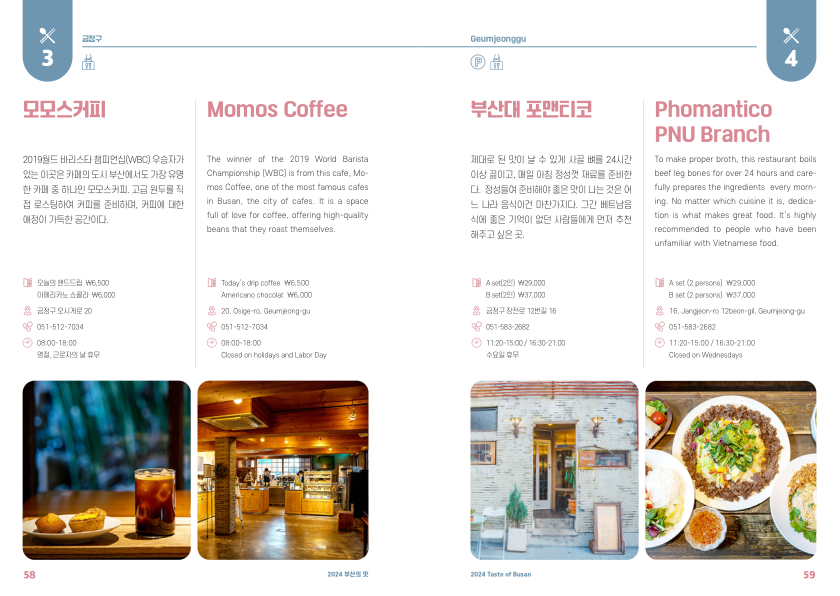 3
금정구
모모스커피
2019월드 바리스타 챔피언십(WBC) 우승자가
있는 이곳은 카페의 도시 부산에서도 가장 유명
한 카페 중 하나인 모모스커피. 고급 원두를 직
접 로스팅하여 커피를 준비하며, 커피에 대한
애정이 가득한 공간이다.
오늘의 핸드드립 ₩6,500
아메리카노 쇼콜라 ₩6,000
금정구 오시게로 20
051-512-7034
08:00-18:00
명절, 근로자의 날 휴무
Momos Coffee
The winner of the 2019 World Barista
Championship (WBC) is from this cafe, Mo-
mos Coffee, one of the most famous cafes
in Busan, the city of cafes. It is a space
full of love for coffee, offering high-quality
beans that they roast themselves.
Today's drip coffee ₩6,500
Americano chocolat ₩6,000
20, Osige-ro, Geumjeong-gu
051-512-7034
08:00-18:00
Closed on holidays and Labor Day
58
2024 부산의 맛
Geumjeonggu
4
부산대 포맨티코
제대로 된 맛이 날 수 있게 사골 뼈를 24시간
이상 끓이고, 매일 아침 정성껏 재료를 준비한
다. 정성들여 준비해야 좋은 맛이 나는 것은 어
느 나라 음식이건 마찬가지다. 그간 베트남음
식에 좋은 기억이 없던 사람들에게 먼저 추천
해주고 싶은 곳.
A set(2인) ₩29,000
B set(2인) ₩37,000
금정구 장전로 12번길 16
051-583-2682
11:20-15:00 / 16:30-21:00
수요일 휴무
Phomantico
PNU Branch
To make proper broth, this restaurant boils
beef leg bones for over 24 hours and care-
fully prepares the ingredients every morn-
ing. No matter which cuisine it is, dedica-
tion is what makes great food. It's highly
recommended to people who have been
unfamiliar with Vietnamese food.
A set (2 persons) ₩29,000
B set (2 persons) ₩37,000
16, Jangjeon-ro 12beon-gil, Geumjeong-gu
051-583-2682
11:20-15:00 / 16:30-21:00
Closed on Wednesdays
2024 Taste of Busan
59